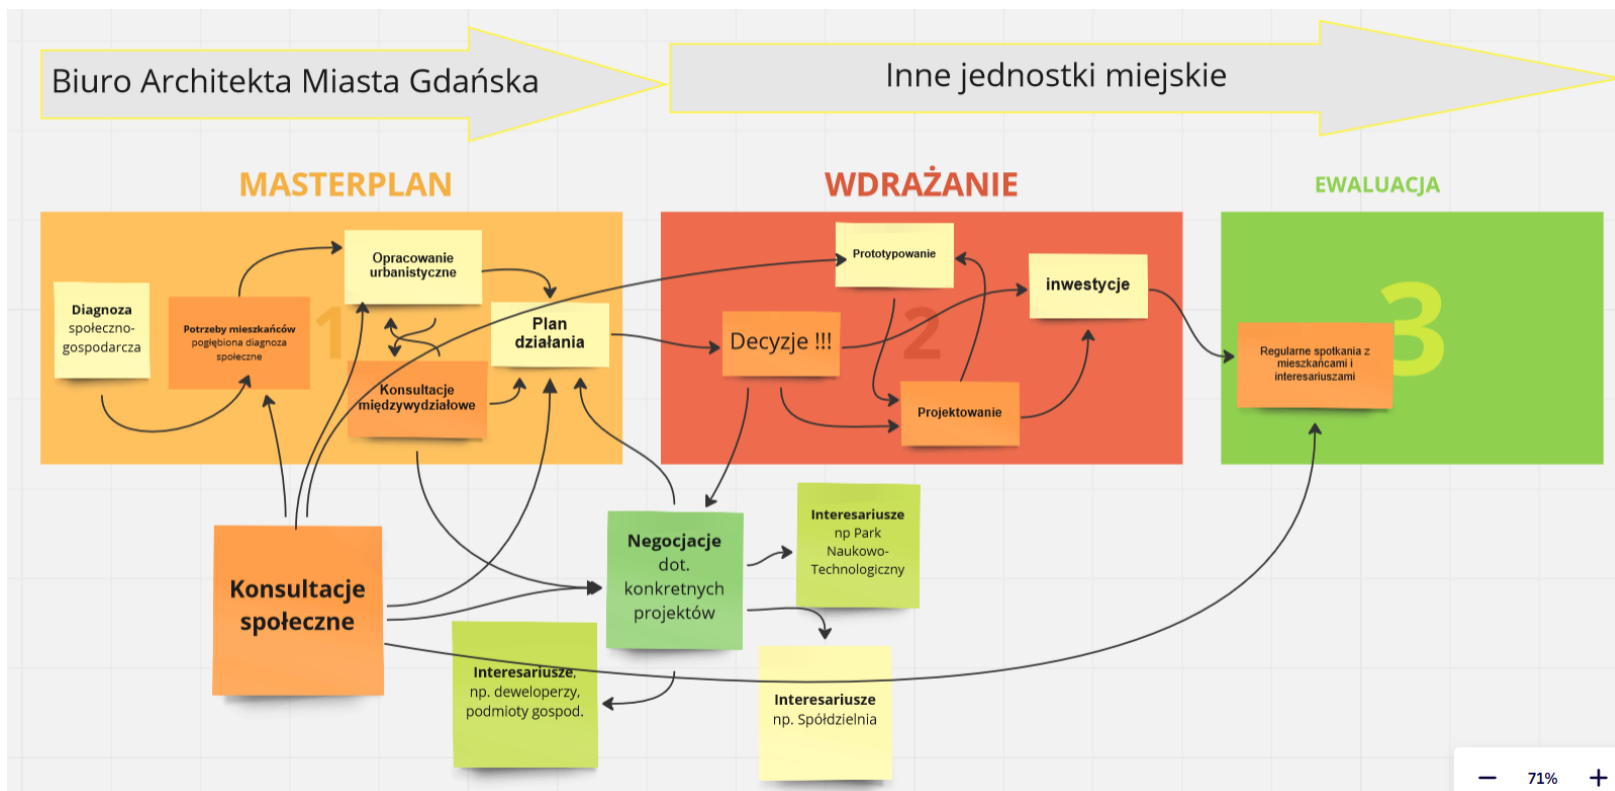 Biuro Architekta Miasta Gdańska
Inne jednostki miejskie
MASTERPLAN
WDRAŻANIE
EWALUACJA
1
2
3
Diagnoza
społeczno-
gospodarcza
Potrzeby mieszkańców
pogłębiona diagnoza
społeczne
Opracowanie
urbanistyczne
Konsultacje
międzywydziałowe
Plan
działania
Prototypowanie
Decyzje !!!
Projektowanie
inwestycje
Regularne spotkania z
mieszkańcami i
interesariuszami
Konsultacje
społeczne
Negocjacje
dot.
konkretnych
projektów
Interesariusze
np Park
Naukowo-
Technologiczny
Interesariusze,
np. deweloperzy,
podmioty gospod.
Interesariusze
np. Spółdzielnia
71%